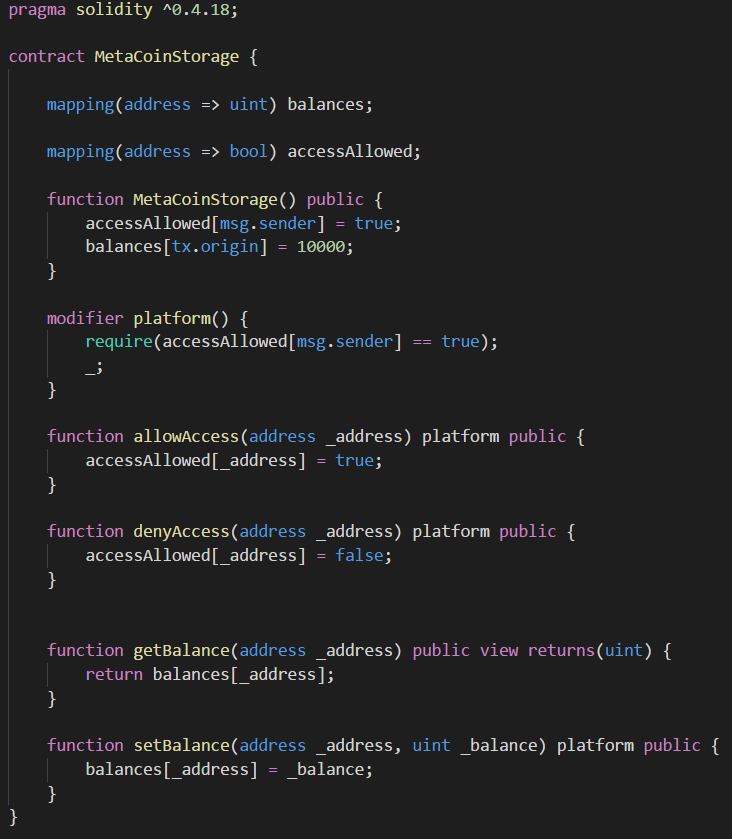 pragma solidity ^0.4.18;
contract MetaCoinStorage {
mapping(address => uint) balances;
mapping(address => bool) accessAllowed;
function MetaCoinStorage() public {
accessAllowed[msg.sender] = true;
balances[tx.origin] = 10000;
}
modifier platform() {
require(accessAllowed[msg.sender] == true);
_;
}
function allowAccess(address _address) platform public {
accessAllowed[_address] = true;
}
function denyAccess(address _address) platform public {
accessAllowed[_address] = false;
}
function getBalance(address _address) public view returns(uint) {
return balances[_address];
}
function setBalance(address _address, uint _balance) platform public {
balances[_address] = _balance;
}
}